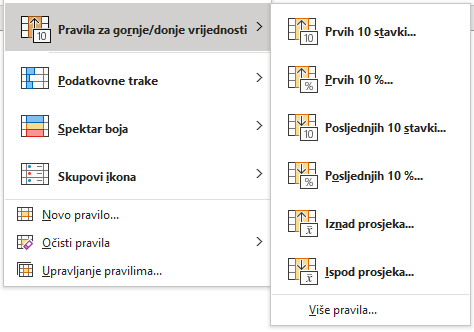 Pravila za gornje/donje vrijednosti
Podatkovne trake
Spektar boja
Skupovi ikona
Novo pravilo...
Očisti pravila
Upravljanje pravilima...
Prvih 10 stavki...
Prvih 10 %...
Posljednjih 10 stavki...
Posljednjih 10 %...
Iznad prosjeka...
Ispod prosjeka...
Više pravila...